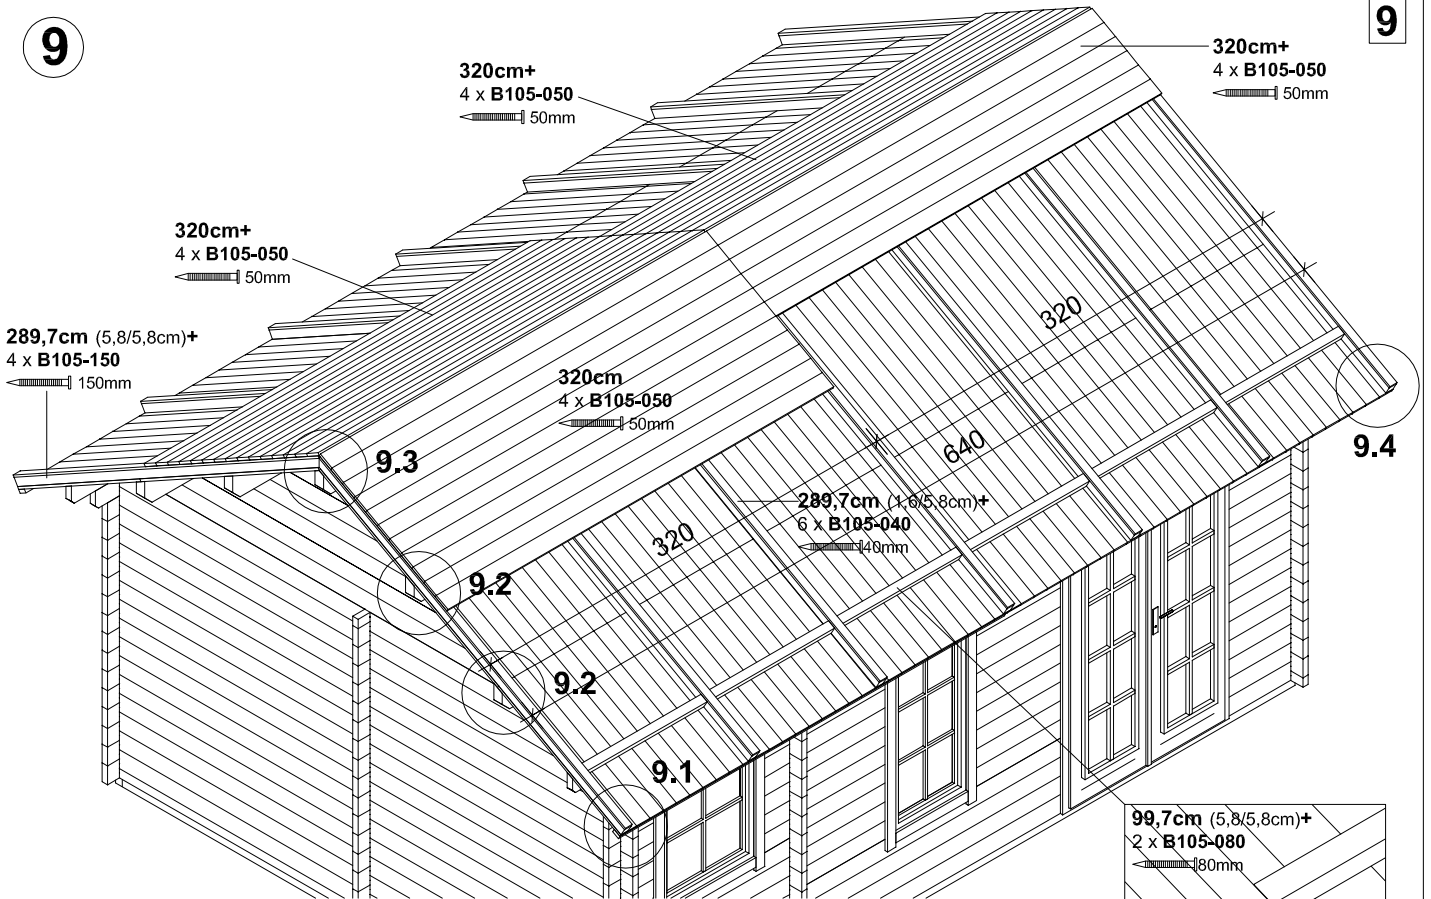 9
9
320cm+
4 x B105-050
50mm
320cm+
4 x B105-050
50mm
320cm+
4 x B105-050
50mm
289,7cm (5,8/5,8cm)+
4 x B105-150
150mm
320cm
4 x B105-050
50mm
320
640
9.3
9.4
289,7cm (1,6/5,8cm)+
6 x B105-040
40mm
320
9.2
9.2
9.1
99,7cm (5,8/5,8cm)+
2 x B105-080
80mm